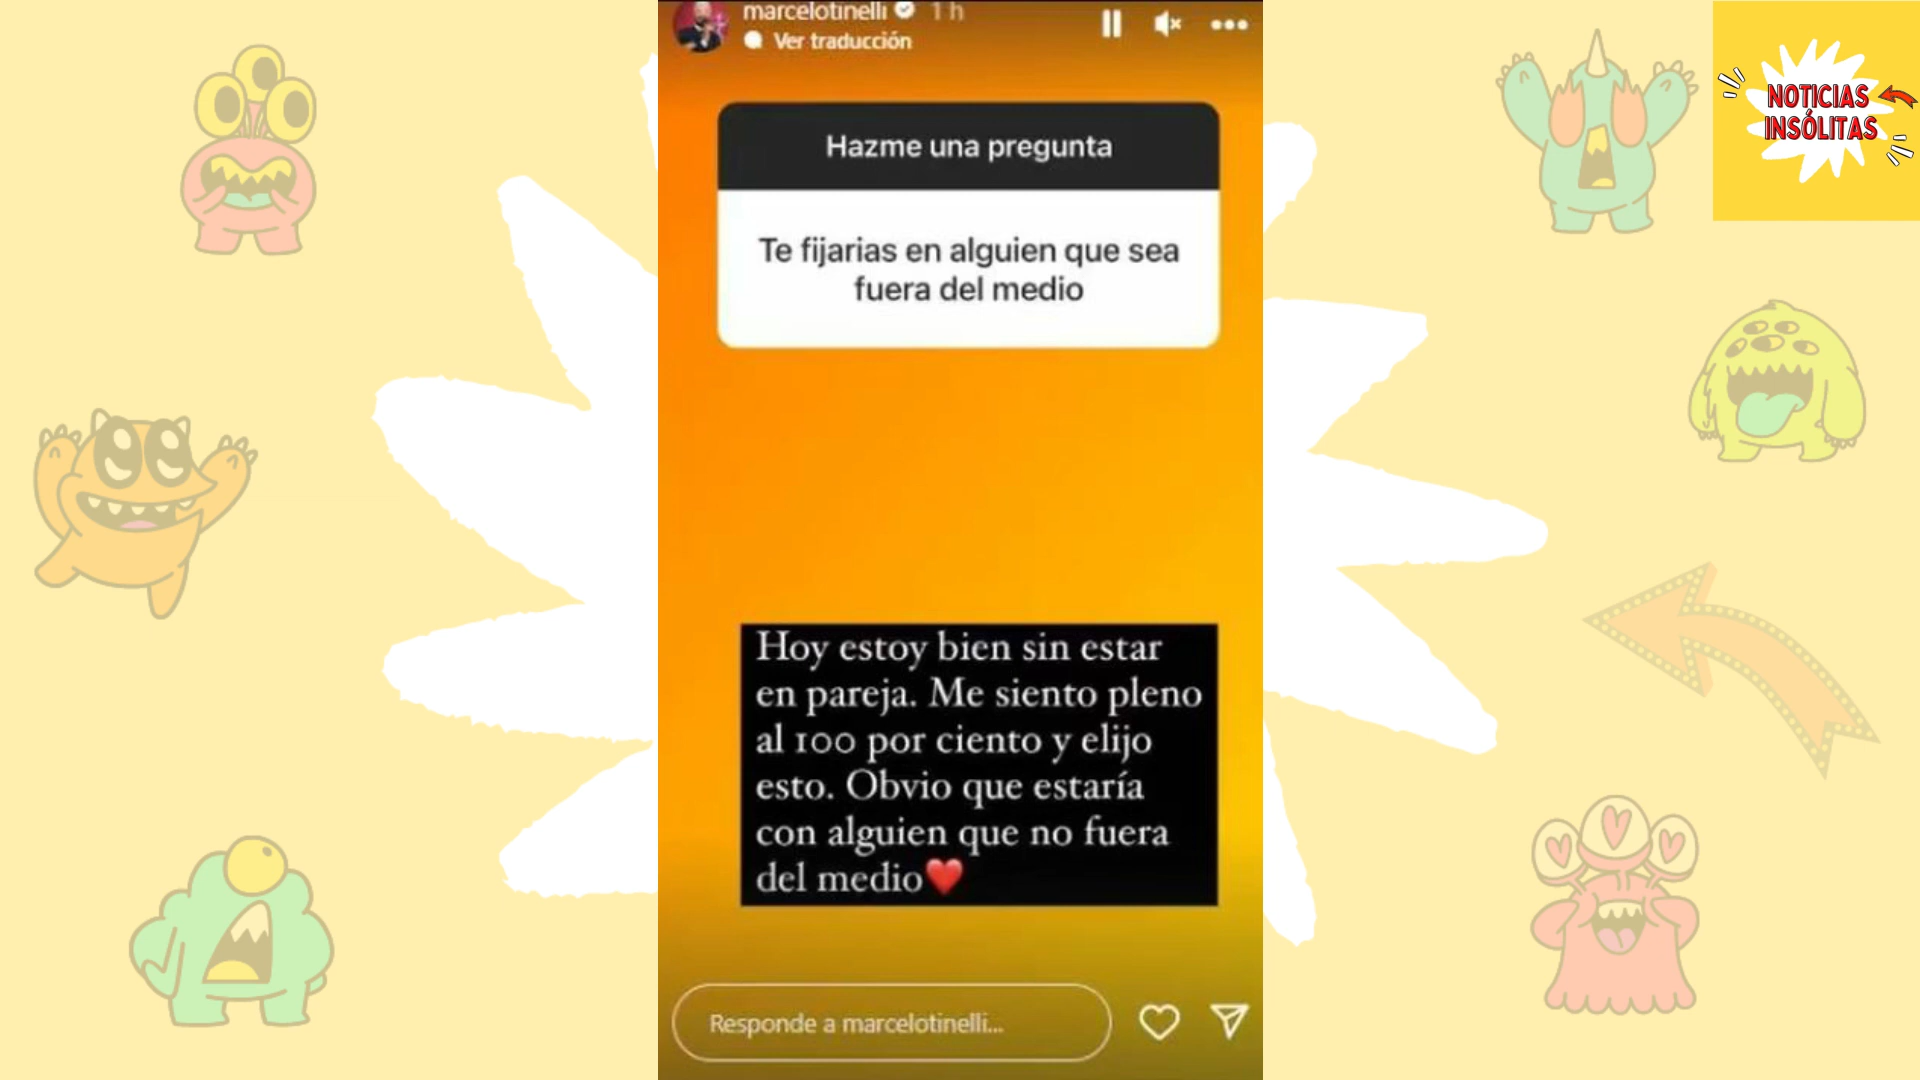 marcelotinelli 1 h
Ver traducción
NOTICIAS
INSÓLITAS
Hazme una pregunta
Te fijarias en alguien que sea
fuera del medio
Hoy estoy bien sin estar
en pareja. Me siento pleno
al 100 por ciento y elijo
esto. Obvio que estaría
con alguien que no fuera
del medio❤️
Responde a marcelotinelli...